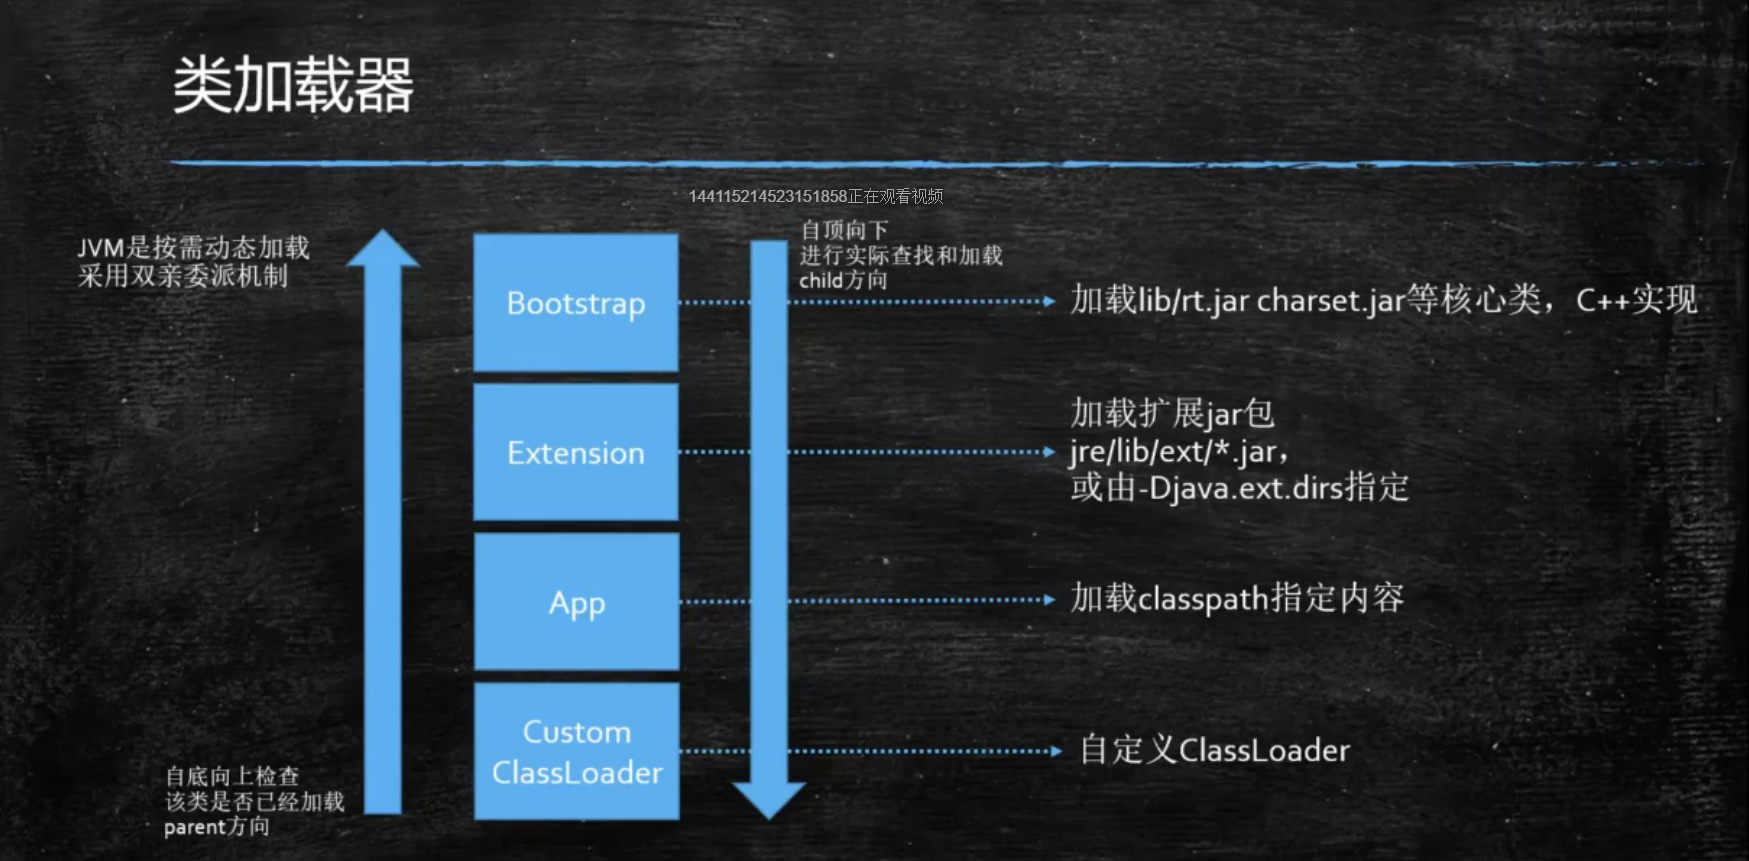 类加载器
144115214523151858正在观看视频
JVM是按需动态加载
采用双亲委派机制
自顶向下
进行实际查找和加载
child方向
Bootstrap
加载lib/rt.jar charset.jar等核心类，C++实现
Extension
加载扩展jar包
jre/lib/ext/*.jar，
或由-Djava.ext.dirs指定
App
加载classpath指定内容
Custom
ClassLoader
自定义ClassLoader
自底向上检查
该类是否已经加载
parent方向